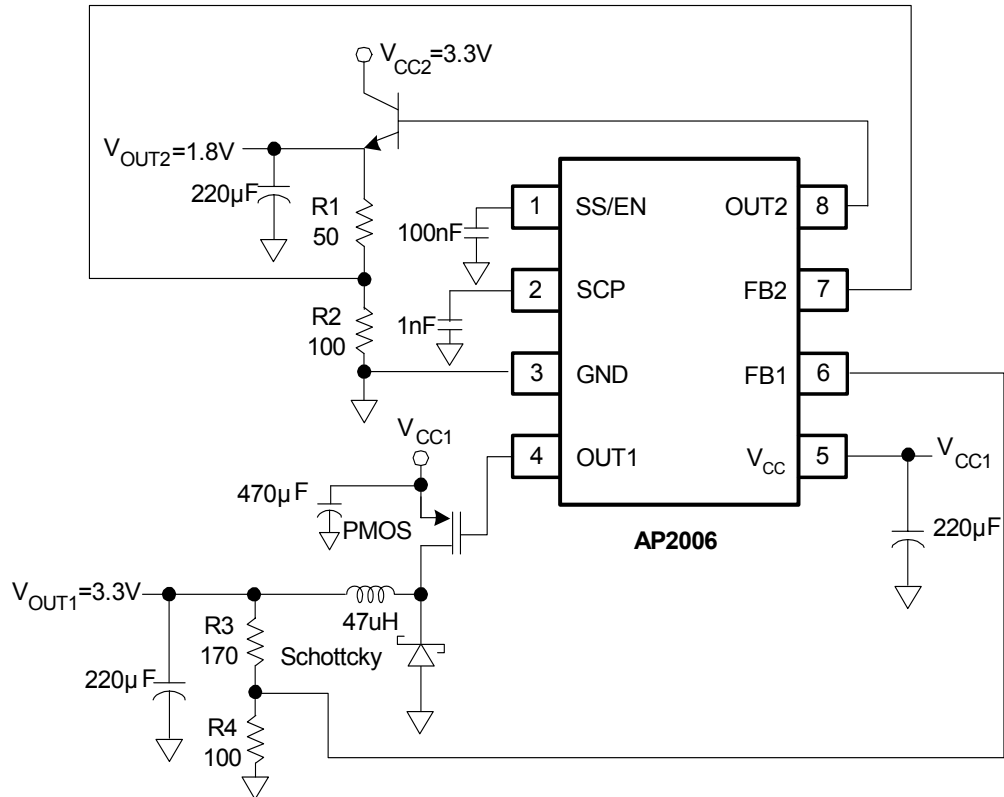 VCC2=3.3V
VOUT2=1.8V
220µF
R1
50
R2
100
100nF
1nF
1
SS/EN
OUT2
8
2
SCP
FB2
7
3
GND
FB1
6
4
OUT1
VCC
5
AP2006
VCC1
220µF
VCC1
470µF
PMOS
VOUT1=3.3V
47uH
R3
170
Schottcky
220µF
R4
100